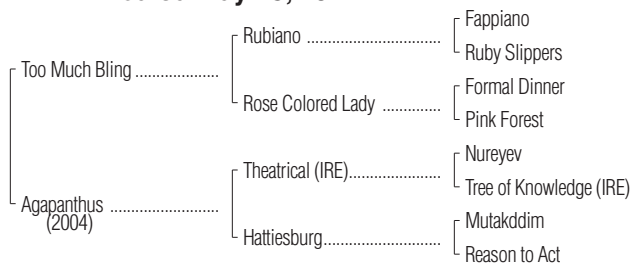 Fappiano
Rubiano ..............................
Ruby Slippers
Too Much Bling ..................
Formal Dinner
Rose Colored Lady .............
Pink Forest
Nureyev
Theatrical (IRE)....................
Tree of Knowledge (IRE)
Agapanthus .......................
(2004)
Mutakddim
Hattiesburg.........................
Reason to Act